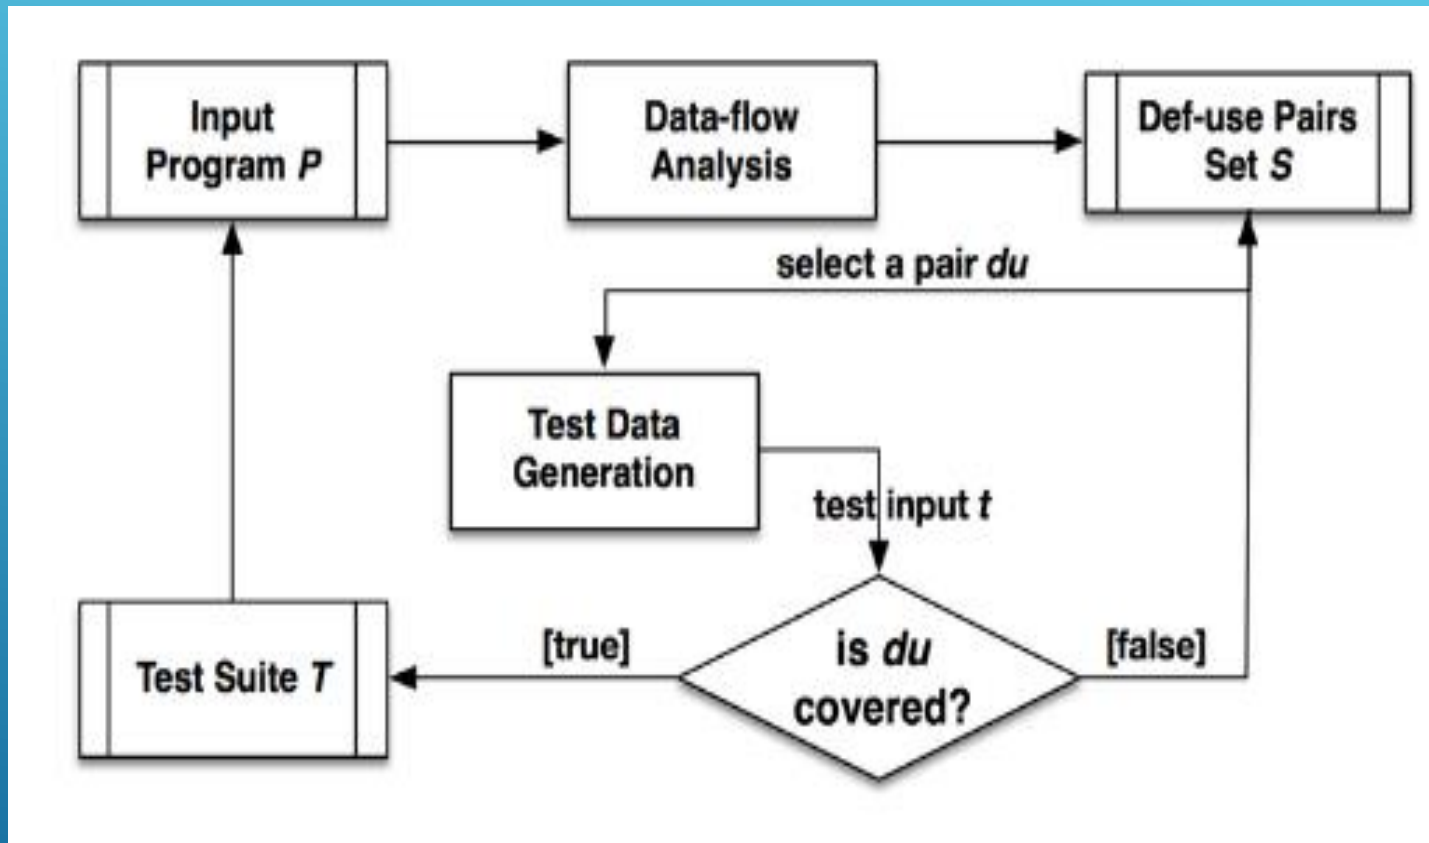 Input
Program P
Data-flow
Analysis
Def-use Pairs
Set S
select a pair du
Test Data
Generation
test input t
[true]
is du
covered?
[false]
Test Suite T